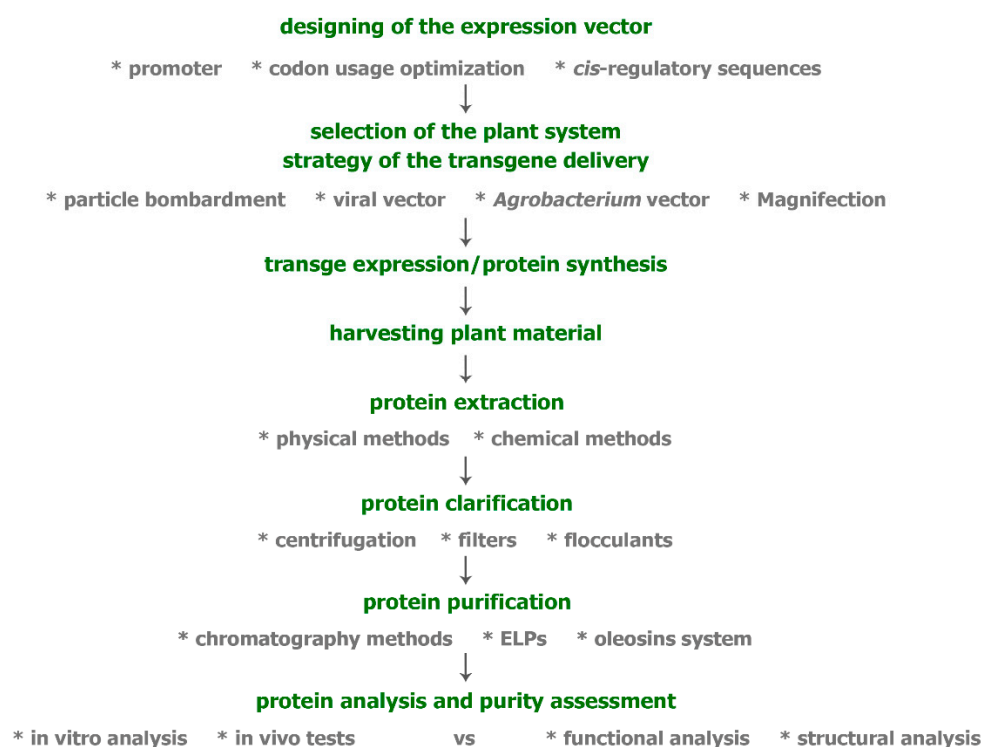 designing of the expression vector
* promoter * codon usage optimization * cis-regulatory sequences
selection of the plant system
strategy of the transgene delivery
* particle bombardment * viral vector * Agrobacterium vector * Magnifection
transge expression/protein synthesis
harvesting plant material
protein extraction
* physical methods * chemical methods
protein clarification
* centrifugation * filters * flocculants
protein purification
* chromatography methods * ELPs * oleosins system
protein analysis and purity assessment
* in vitro analysis * in vivo tests vs * functional analysis * structural analysis